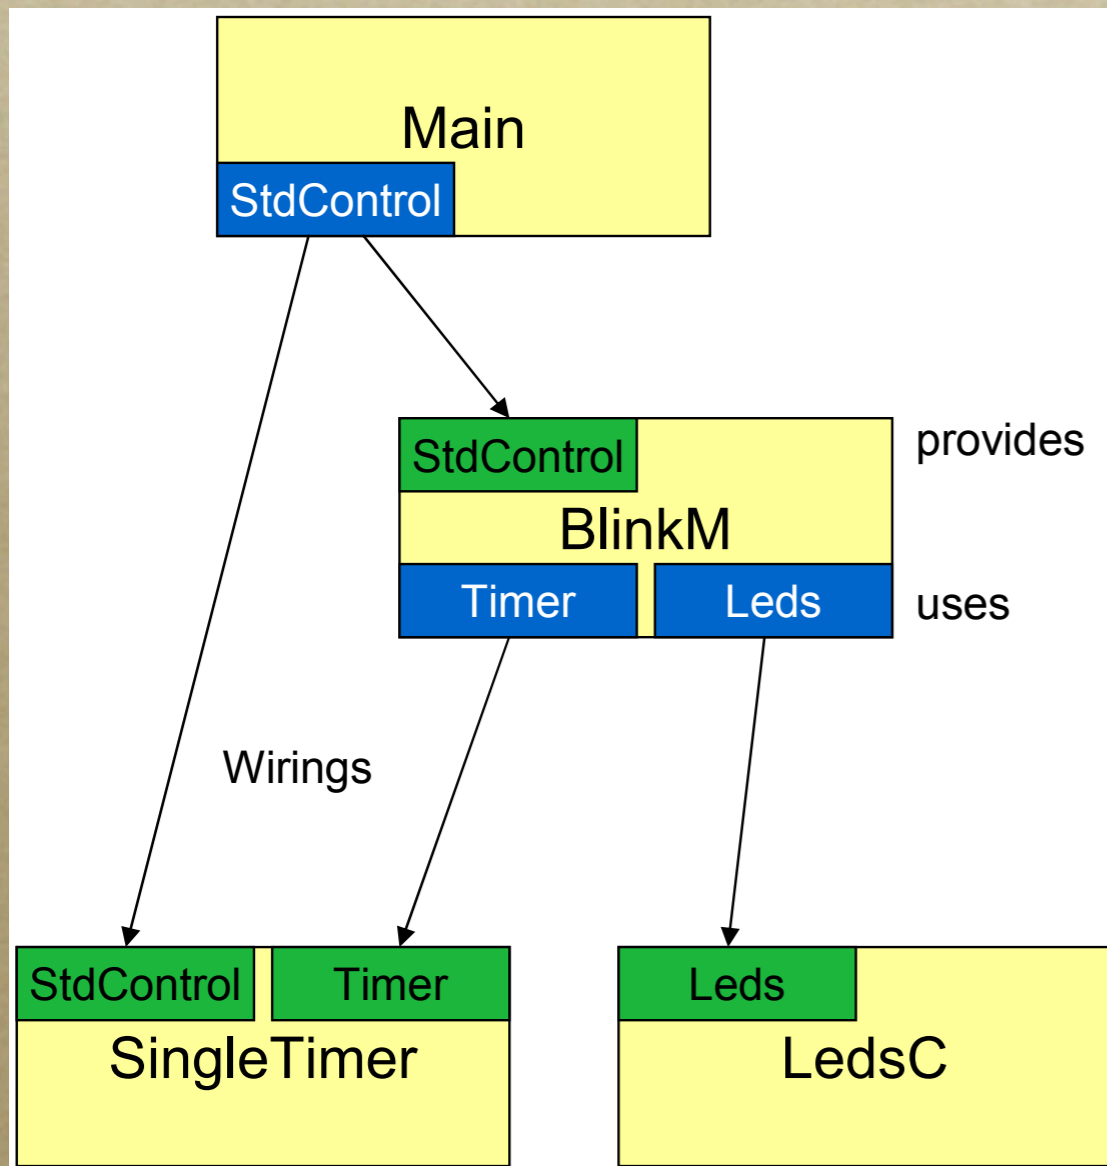 Main
StdControl
StdControl
provides
BlinkM
Timer
Leds
uses
Wirings
StdControl
Timer
Leds
SingleTimer
LedsC